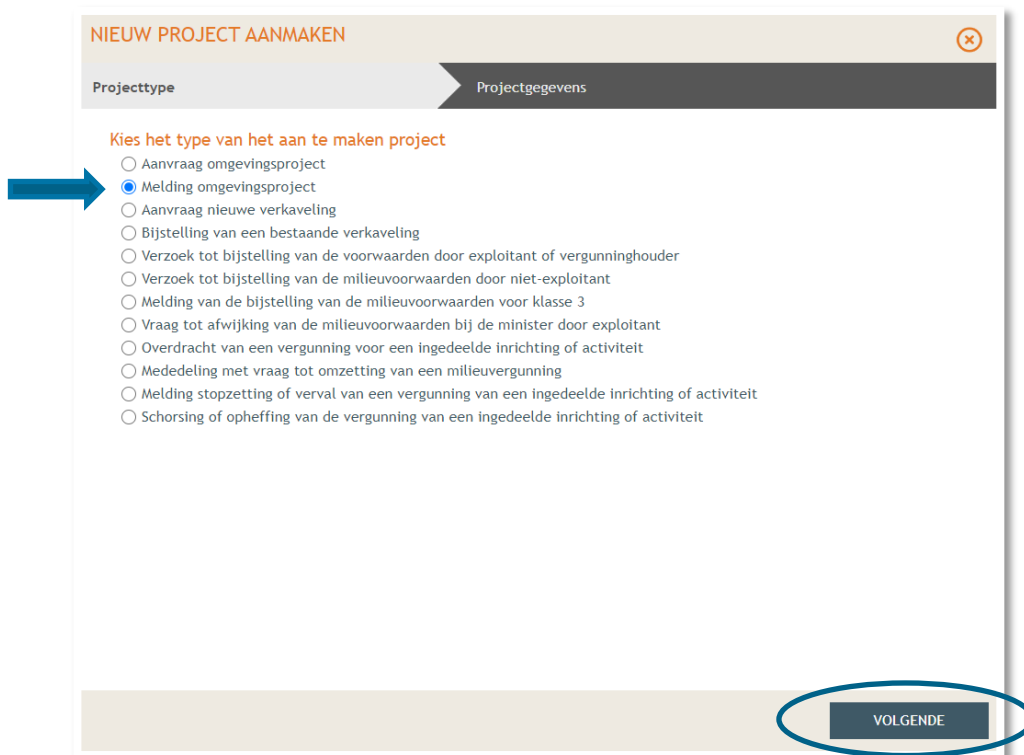 NIEUW PROJECT AANMAKEN
Projecttype
Projectgegevens
Kies het type van het aan te maken project
Aanvraag omgevingsproject
Melding omgevingsproject
Aanvraag nieuwe verkaveling
Bijstelling van een bestaande verkaveling
Verzoek tot bijstelling van de voorwaarden door exploitant of vergunninghouder
Verzoek tot bijstelling van de milieuvoorwaarden door niet-exploitant
Melding van de bijstelling van de milieuvoorwaarden voor klasse 3
Vraag tot afwijking van de milieuvoorwaarden bij de minister door exploitant
Overdracht van een vergunning voor een ingedeelde inrichting of activiteit
Mededeling met vraag tot omzetting van een milieuvergunning
Melding stopzetting of verval van een vergunning van een ingedeelde inrichting of activiteit
Schorsing of opheffing van de vergunning van een ingedeelde inrichting of activiteit
VOLGENDE